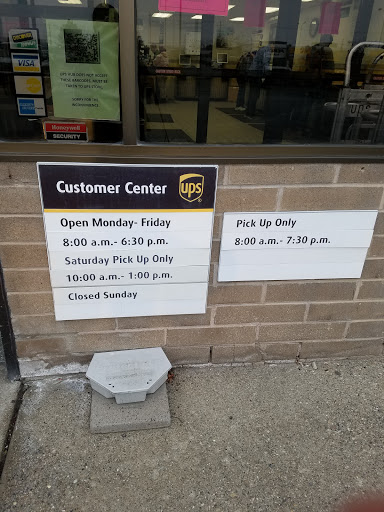 VISA
Honeywell
SECURITY
Customer Center
ups
Open Monday- Friday
8:00 a.m.- 6:30 p.m.
Saturday Pick Up Only
10:00 a.m.- 1:00 p.m.
Closed Sunday
Pick Up Only
8:00 a.m.- 7:30 p.m.